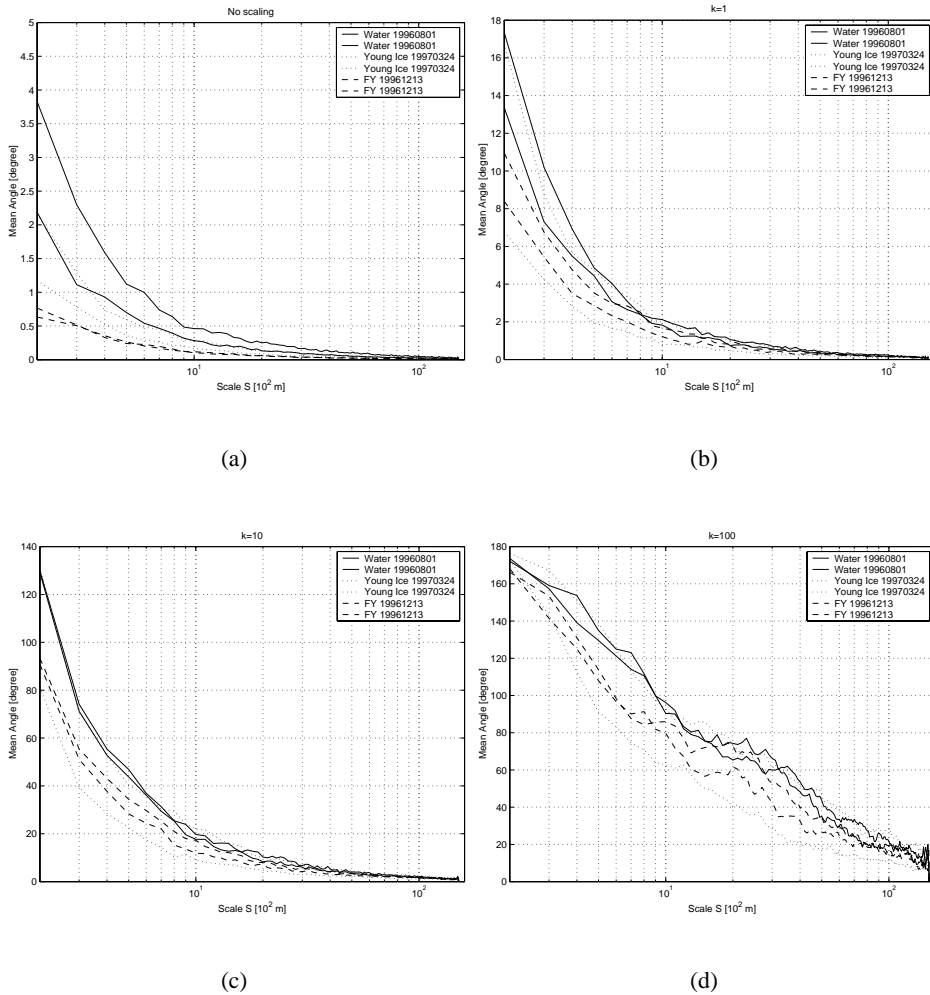 No scaling
5
4.5
4
3.5
3
2.5
2
1.5
1
0.5
0
Mean Angle [degree]
10¹
10²
Scale S [10² m]
Water 19960801
Water 19960801
Young Ice 19970324
Young Ice 19970324
FY 19961213
FY 19961213
(a)
k=1
18
16
14
12
10
8
6
4
2
0
Mean Angle [degree]
10¹
10²
Scale S [10² m]
Water 19960801
Water 19960801
Young Ice 19970324
Young Ice 19970324
FY 19961213
FY 19961213
(b)
k=10
140
120
100
80
60
40
20
0
Mean Angle [degree]
10¹
10²
Scale S [10² m]
Water 19960801
Water 19960801
Young Ice 19970324
Young Ice 19970324
FY 19961213
FY 19961213
(c)
k=100
180
160
140
120
100
80
60
40
20
0
Mean Angle [degree]
10¹
10²
Scale S [10² m]
Water 19960801
Water 19960801
Young Ice 19970324
Young Ice 19970324
FY 19961213
FY 19961213
(d)